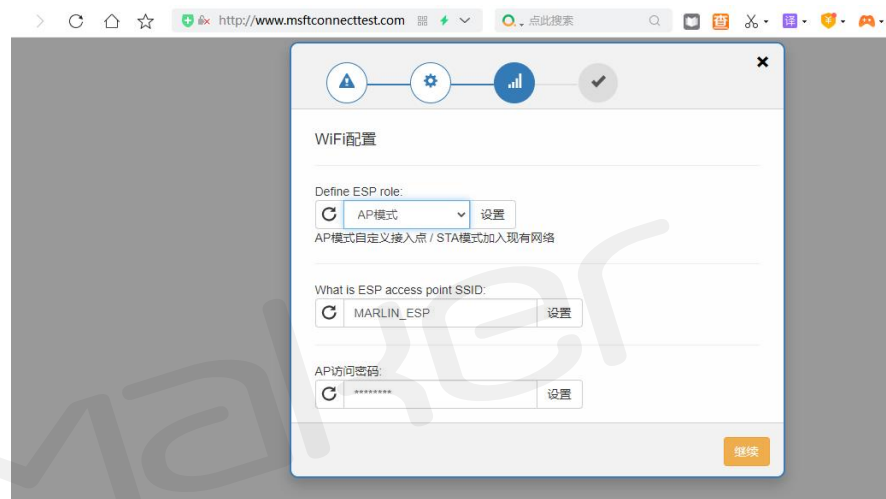 http://www.msftconnecttest.com
点此搜索
WiFi配置
Define ESP role:
AP模式 设置
AP模式自定义接入点 / STA模式加入现有网络
What is ESP access point SSID:
MARLIN_ESP 设置
AP访问密码:
******** 设置
继续
查 译
Maker